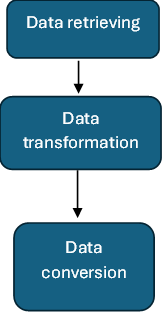 Data retrieving
Data
transformation
Data
conversion